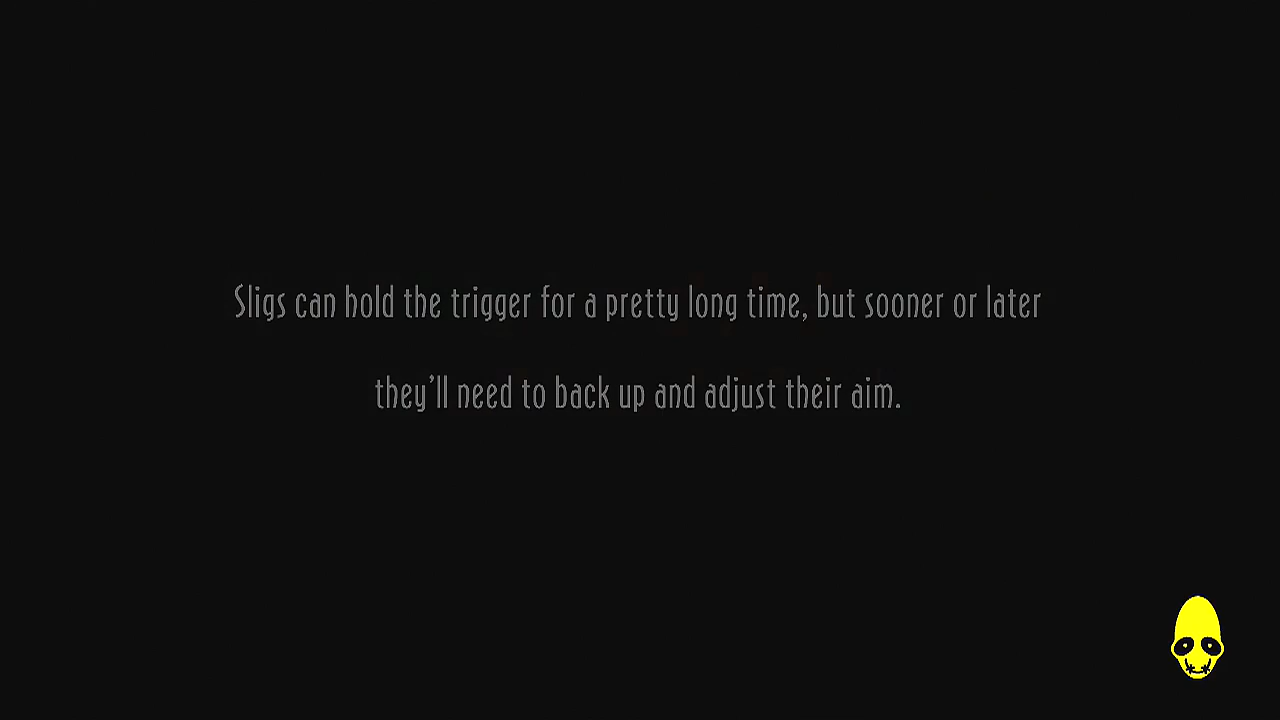 Sligs can hold the trigger for a pretty long time, but sooner or later
they'll need to back up and adjust their aim.